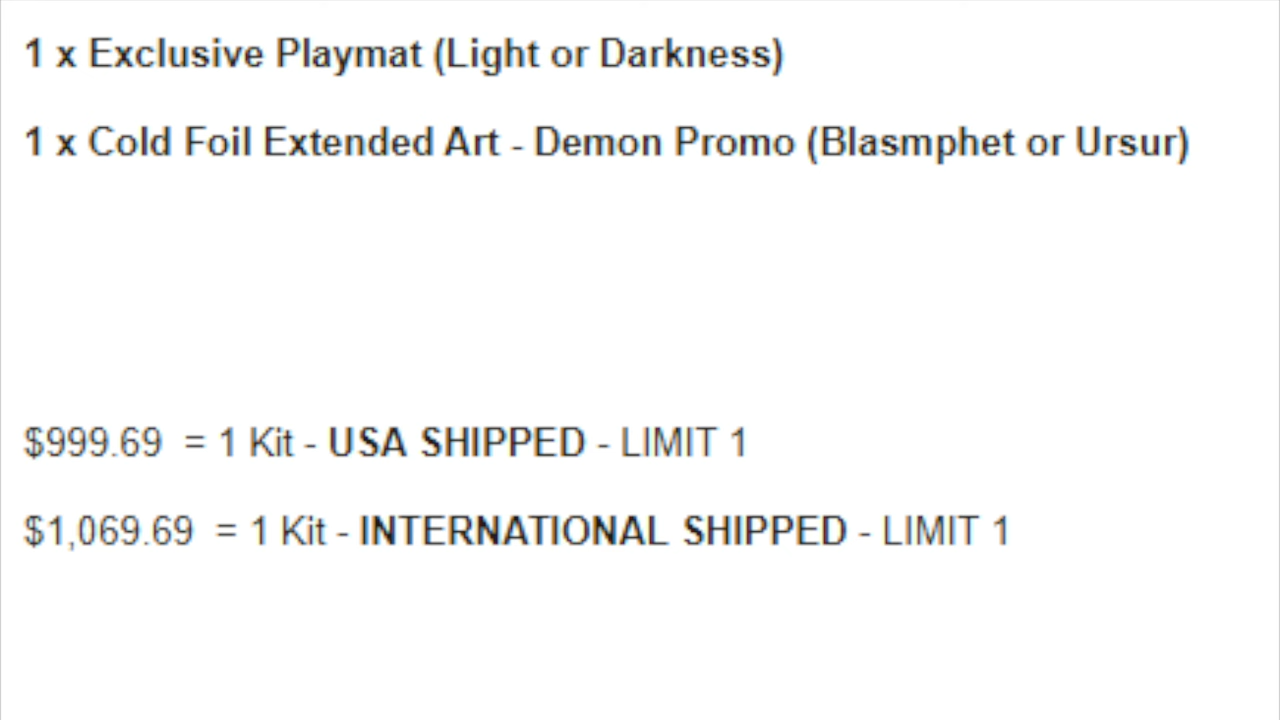 1 x Exclusive Playmat (Light or Darkness)
1 x Cold Foil Extended Art - Demon Promo (Blasmphet or Ursur)
$999.69 = 1 Kit - USA SHIPPED - LIMIT 1
$1,069.69 = 1 Kit - INTERNATIONAL SHIPPED - LIMIT 1